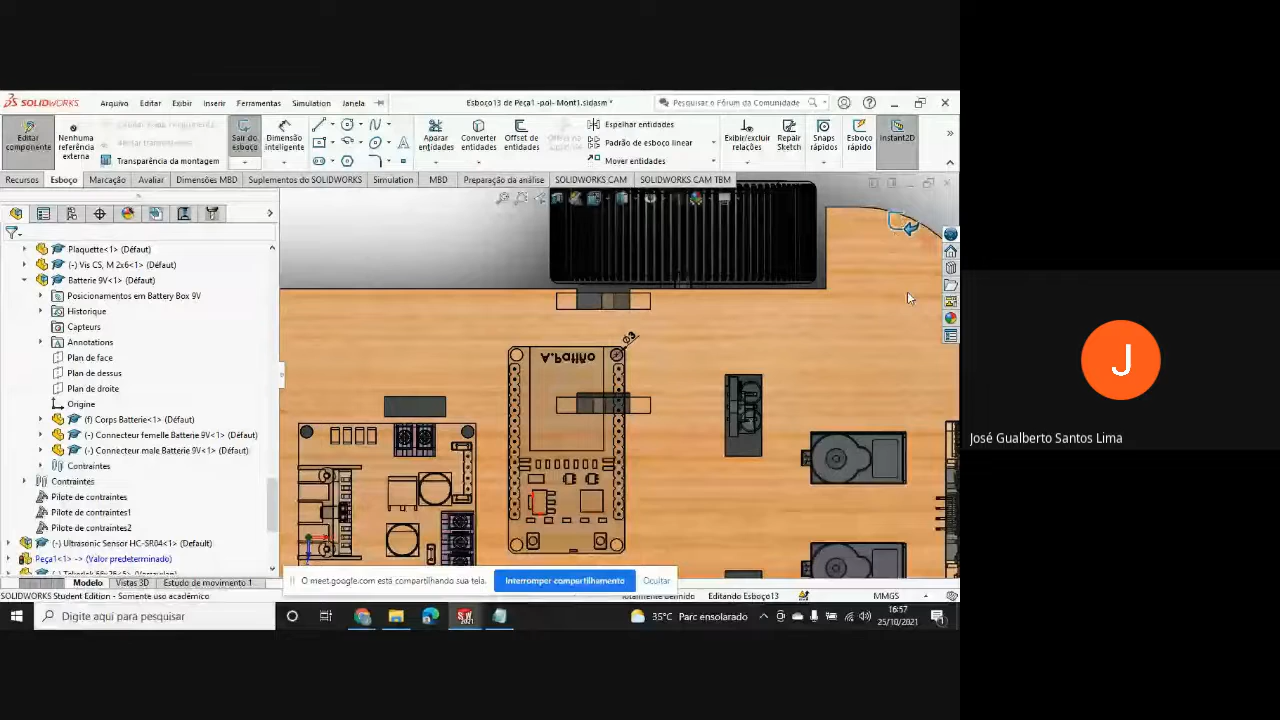 SOLIDWORKS
Arquivo Editar Exibir Inserir Ferramentas Simulation Janela
Esboço13 de Peça1 -pol- Mont1.sldasm *
Pesquisar o Fórum da Comunidade
Editar componente
Nenhuma referência externa
Transparência da montagem
Sair do esboço
Dimensão inteligente
Aparar entidades
Converter entidades
Offset de entidades
Espelhar entidades
Padrão de esboço linear
Mover entidades
Exibir/excluir relações
Repair Sketch
Snaps rápidos
Esboço rápido
Instant2D
Recursos Esboço Marcação Avaliar Dimensões MBD Suplementos do SOLIDWORKS Simulation MBD Preparação da análise SOLIDWORKS CAM SOLIDWORKS CAM TBM
Plaquette<1> (Défaut)
(-) Vis CS, M 2x6<1> (Défaut)
Batterie 9V<1> (Défaut)
Posicionamentos em Battery Box 9V
Historique
Capteurs
Annotations
Plan de face
Plan de dessus
Plan de droite
Origine
(f) Corps Batterie<1> (Défaut)
(-) Connecteur femelle Batterie 9V<1> (Défaut)
(-) Connecteur male Batterie 9V<1> (Défaut)
Contraintes
Contraintes
Pilote de contraintes
Pilote de contraintes1
Pilote de contraintes2
(-) Ultrasonic Sensor HC-SR04<1> (Défaut)
Peça1<1> -> (Valor predeterminado)
A.Patiño
Ø3
Modelo Vistas 3D Estudo de movimento 1
O meet.google.com está compartilhando sua tela.
Interromper compartilhamento
Ocultar
SOLIDWORKS Student Edition - Somente uso acadêmico
Editando Esboço13
MMGS
Digite aqui para pesquisar
SW
2021
35°C Parc ensolarado
16:57
25/10/2021
J
José Gualberto Santos Lima